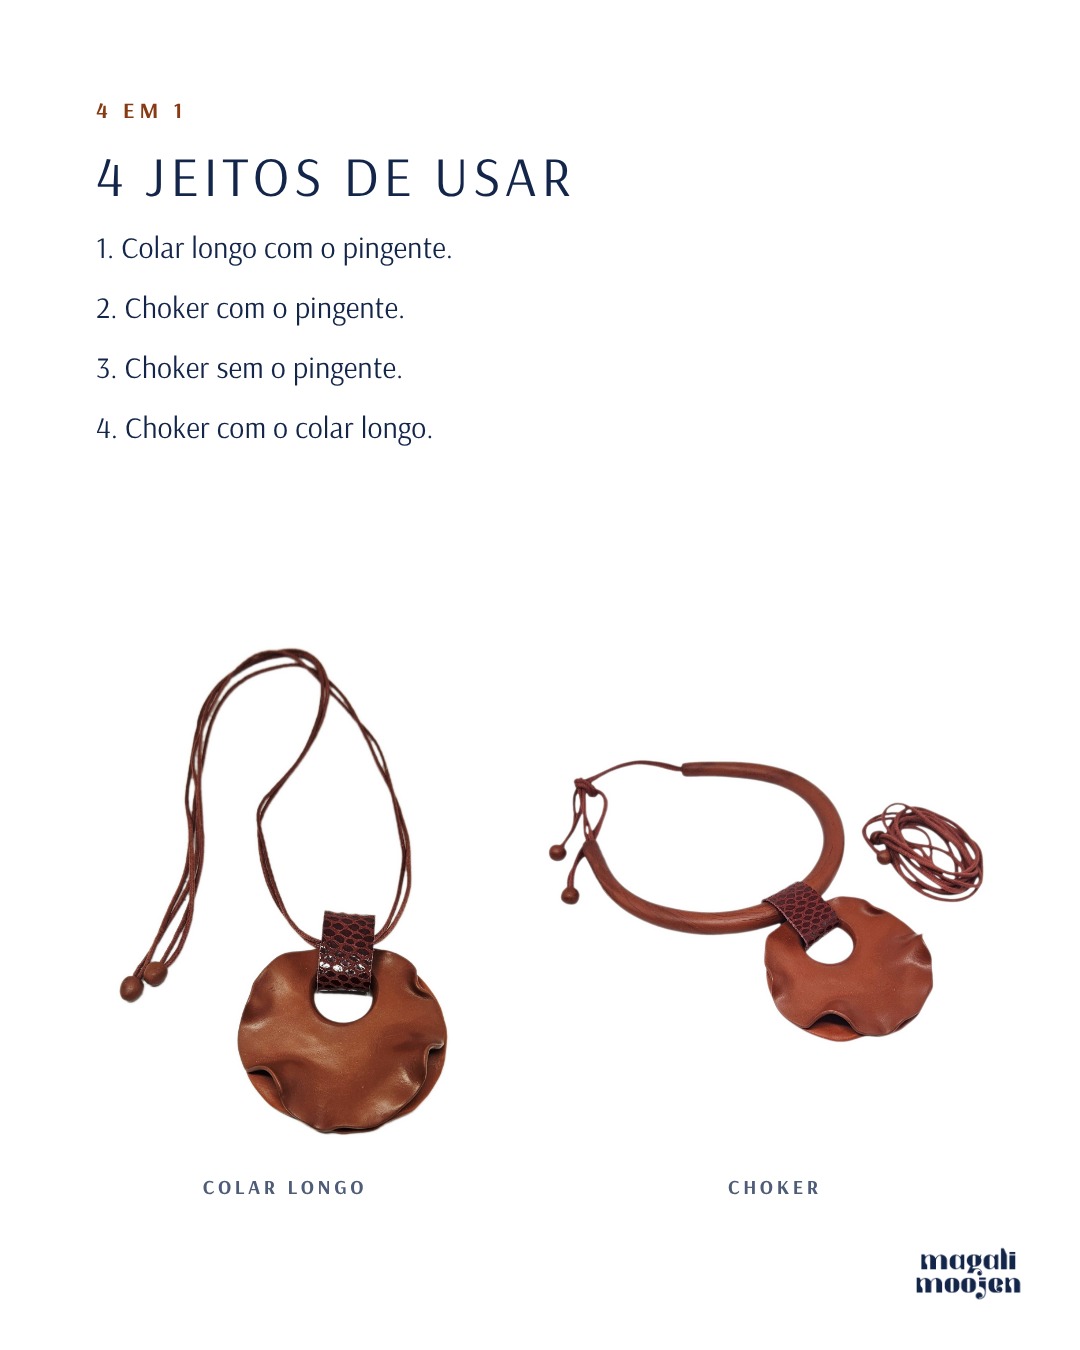 4 EM 1
4 JEITOS DE USAR
1. Colar longo com o pingente.
2. Choker com o pingente.
3. Choker sem o pingente.
4. Choker com o colar longo.
COLAR LONGO
CHOKER
magali
moojen